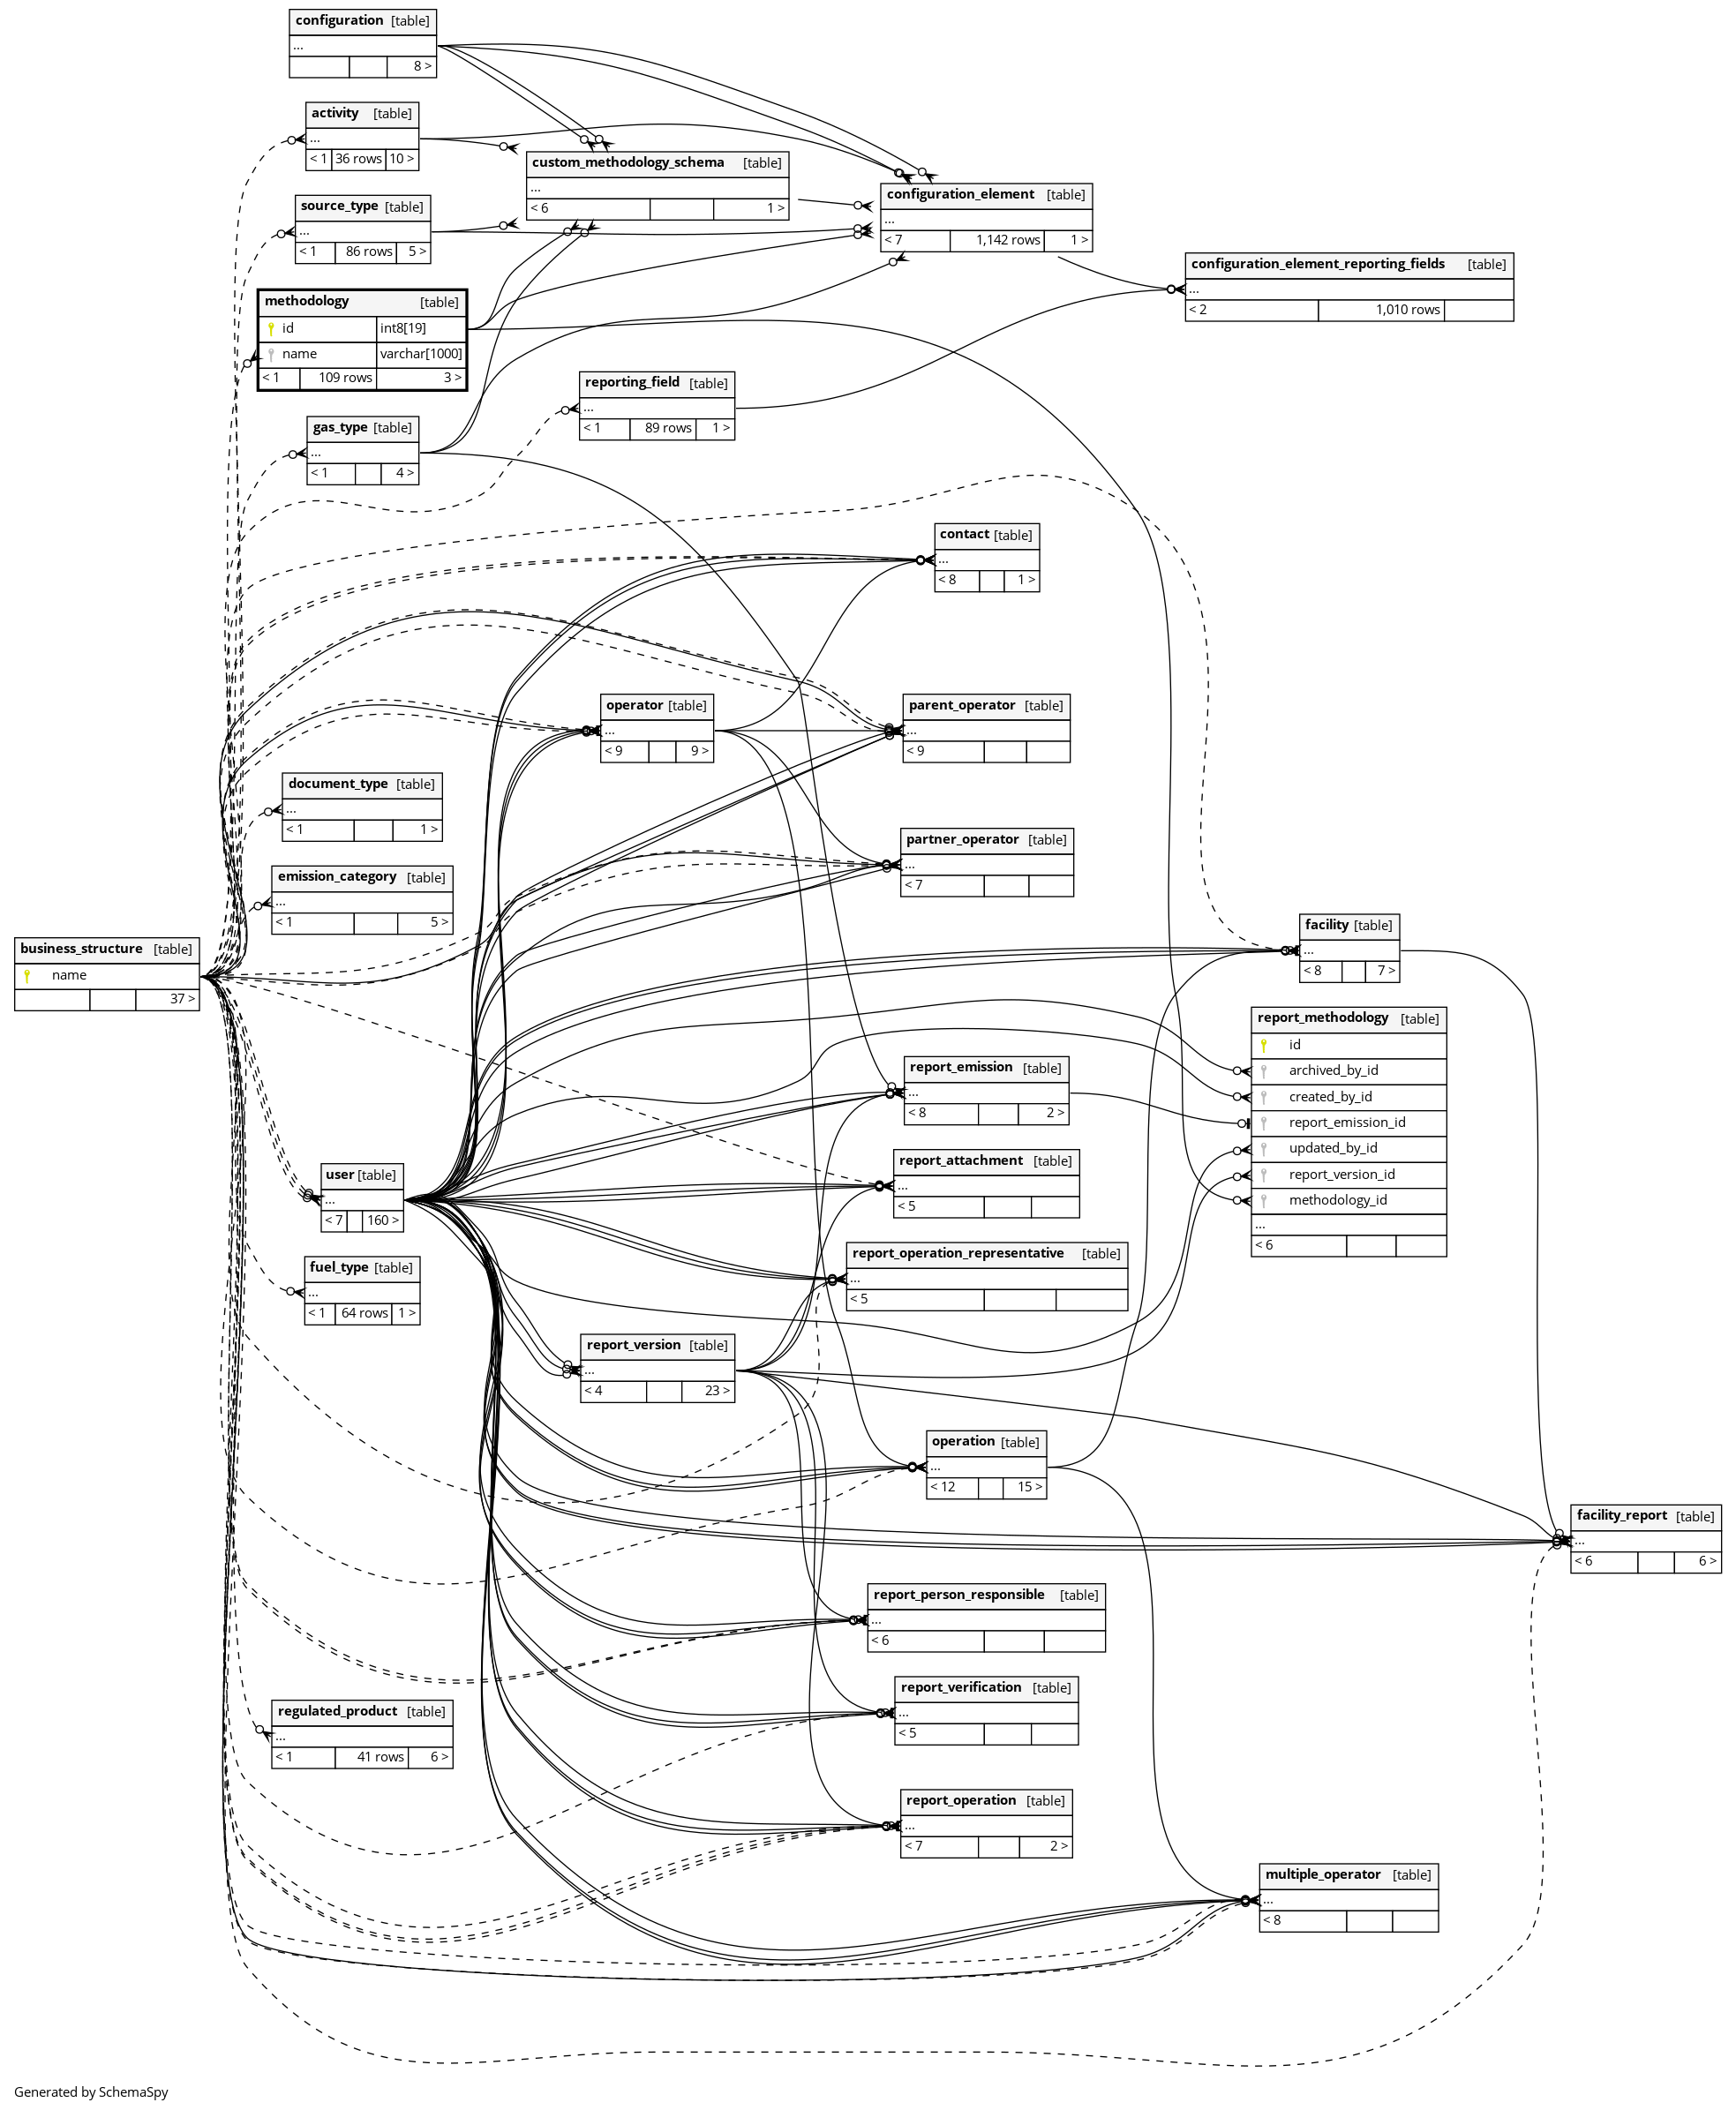 configuration [table]
...
8 >
activity [table]
...
< 1 36 rows 10 >
custom_methodology_schema [table]
...
< 6 1 >
configuration_element [table]
...
< 7 1,142 rows 1 >
source_type [table]
...
< 1 86 rows 5 >
configuration_element_reporting_fields [table]
...
< 2 1,010 rows
methodology [table]
id int8[19]
name varchar[1000]
< 1 109 rows 3 >
reporting_field [table]
...
< 1 89 rows 1 >
gas_type [table]
...
< 1 4 >
contact [table]
...
< 8 1 >
operator [table]
...
< 9 9 >
parent_operator [table]
...
< 9
document_type [table]
...
< 1 1 >
partner_operator [table]
...
< 7
emission_category [table]
...
< 1 5 >
facility [table]
...
< 8 7 >
business_structure [table]
name
37 >
report_methodology [table]
id
archived_by_id
created_by_id
report_emission_id
updated_by_id
report_version_id
methodology_id
...
< 6
report_emission [table]
...
< 8 2 >
report_attachment [table]
...
< 5
user [table]
...
< 7 160 >
report_operation_representative [table]
...
< 5
fuel_type [table]
...
< 1 64 rows 1 >
report_version [table]
...
< 4 23 >
operation [table]
...
< 12 15 >
facility_report [table]
...
< 6 6 >
report_person_responsible [table]
...
< 6
report_verification [table]
...
< 5
regulated_product [table]
...
< 1 41 rows 6 >
report_operation [table]
...
< 7 2 >
multiple_operator [table]
...
< 8
Generated by SchemaSpy